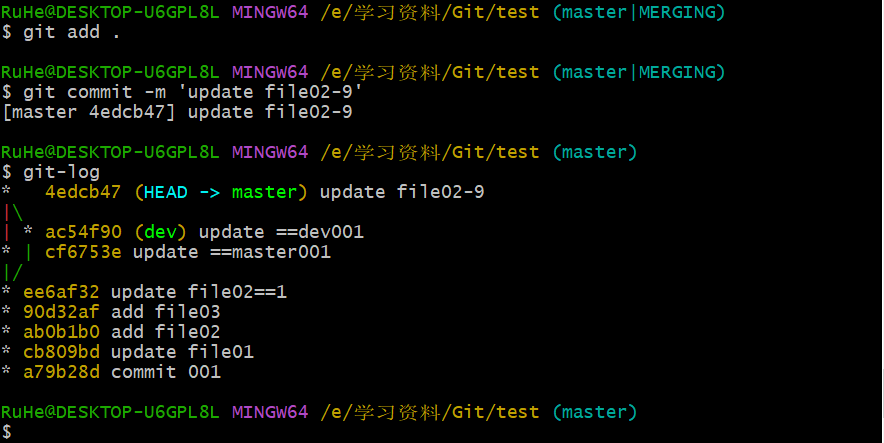 RuHe@DESKTOP-U6GPL8L MINGW64 /e/学习资料/Git/test (master|MERGING)
$ git add .
RuHe@DESKTOP-U6GPL8L MINGW64 /e/学习资料/Git/test (master|MERGING)
$ git commit -m 'update file02-9'
[master 4edcb47] update file02-9
RuHe@DESKTOP-U6GPL8L MINGW64 /e/学习资料/Git/test (master)
$ git-log
*   4edcb47 (HEAD -> master) update file02-9
|\
| * ac54f90 (dev) update ==dev001
* | cf6753e update ==master001
|/
* ee6af32 update file02==1
* 90d32af add file03
* ab0b1b0 add file02
* cb809bd update file01
* a79b28d commit 001
RuHe@DESKTOP-U6GPL8L MINGW64 /e/学习资料/Git/test (master)
$